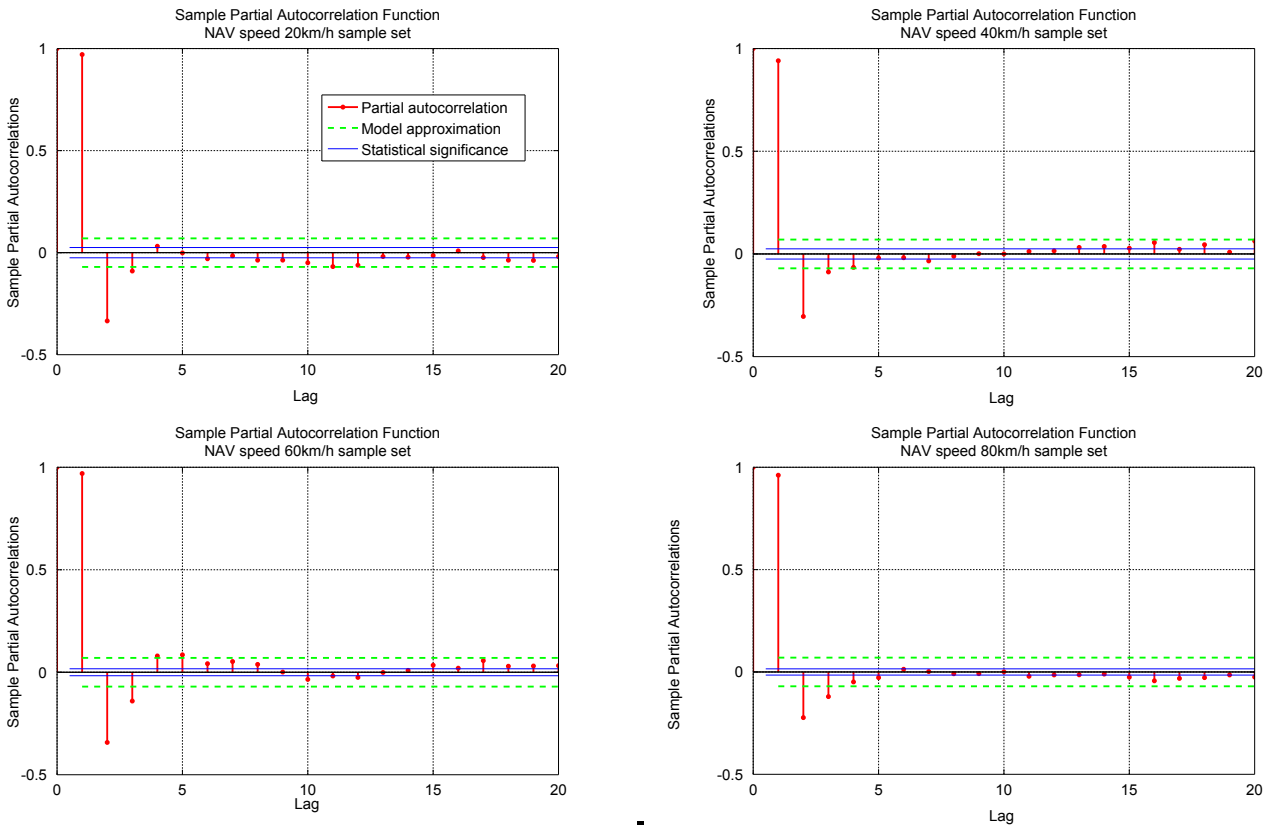 Sample Partial Autocorrelation Function
NAV speed 20km/h sample set
1
0.5
0
-0.5
0
5
10
15
20
Sample Partial Autocorrelations
Lag
Partial autocorrelation
Model approximation
Statistical significance
Sample Partial Autocorrelation Function
NAV speed 40km/h sample set
1
0.5
0
-0.5
0
5
10
15
20
Sample Partial Autocorrelations
Lag
Sample Partial Autocorrelation Function
NAV speed 60km/h sample set
1
0.5
0
-0.5
0
5
10
15
20
Sample Partial Autocorrelations
Lag
Sample Partial Autocorrelation Function
NAV speed 80km/h sample set
1
0.5
0
-0.5
0
5
10
15
20
Sample Partial Autocorrelations
Lag